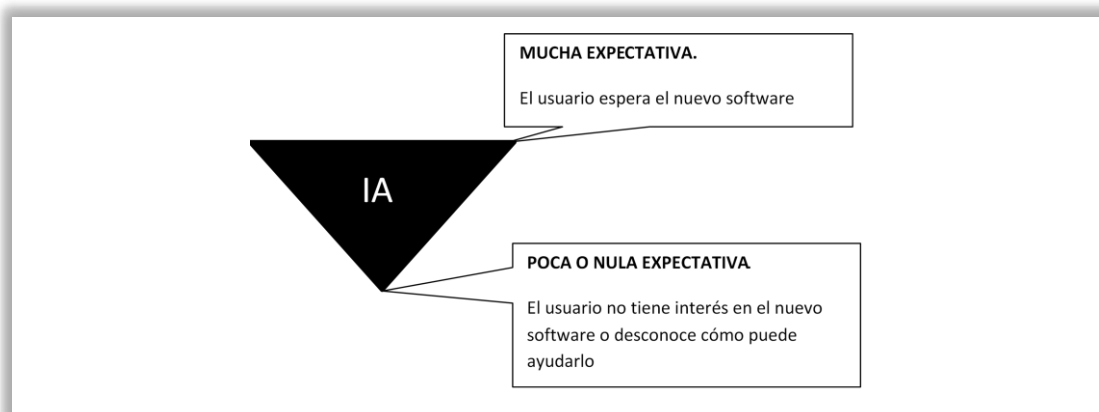 MUCHA EXPECTATIVA.
El usuario espera el nuevo software
IA
POCA O NULA EXPECTATIVA.
El usuario no tiene interés en el nuevo
software o desconoce cómo puede
ayudarlo